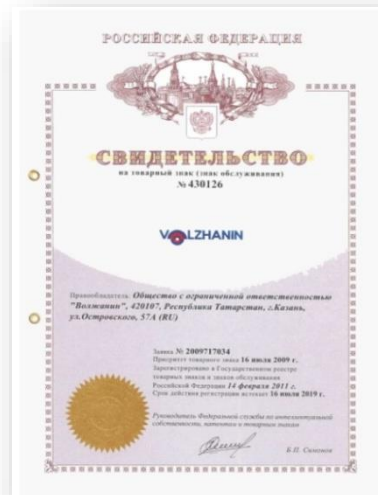 РОССИЙСКАЯ ФЕДЕРАЦИЯ
СВИДЕТЕЛЬСТВО
на товарный знак (знак обслуживания)
№ 430126
VOLZHANIN
Правообладатель: Общество с ограниченной ответственностью
"Волжанин", 420107, Республика Татарстан, г.Казань,
ул.Островского, 57А (RU)
Заявка № 2009717034
Приоритет товарного знака 16 июля 2009 г.
Зарегистрировано в Государственном реестре
товарных знаков и знаков обслуживания
Российской Федерации 14 февраля 2011 г.
Срок действия регистрации истекает 16 июля 2019 г.
Руководитель Федеральной службы по интеллектуальной
собственности, патентам и товарным знакам
Б.П. Симонов